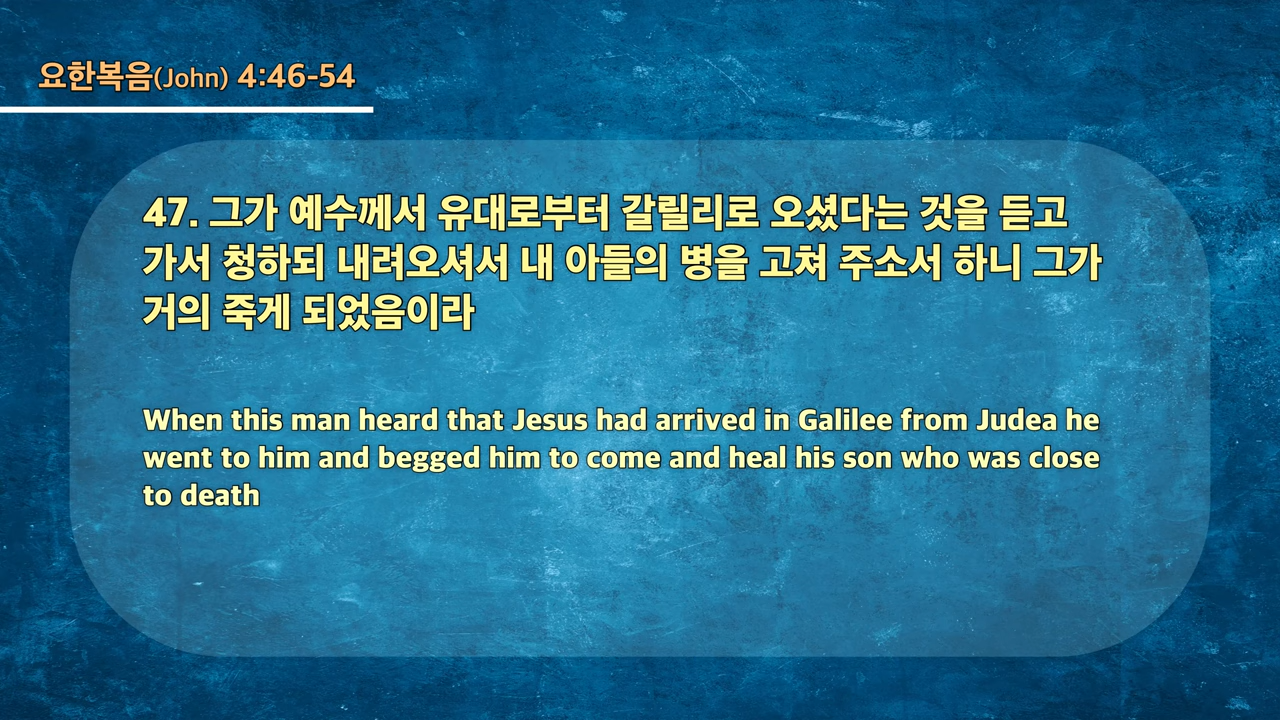 요한복음(John) 4:46-54
47. 그가 예수께서 유대로부터 갈릴리로 오셨다는 것을 듣고
가서 청하되 내려오셔서 내 아들의 병을 고쳐 주소서 하니 그가
거의 죽게 되었음이라
When this man heard that Jesus had arrived in Galilee from Judea he
went to him and begged him to come and heal his son who was close
to death